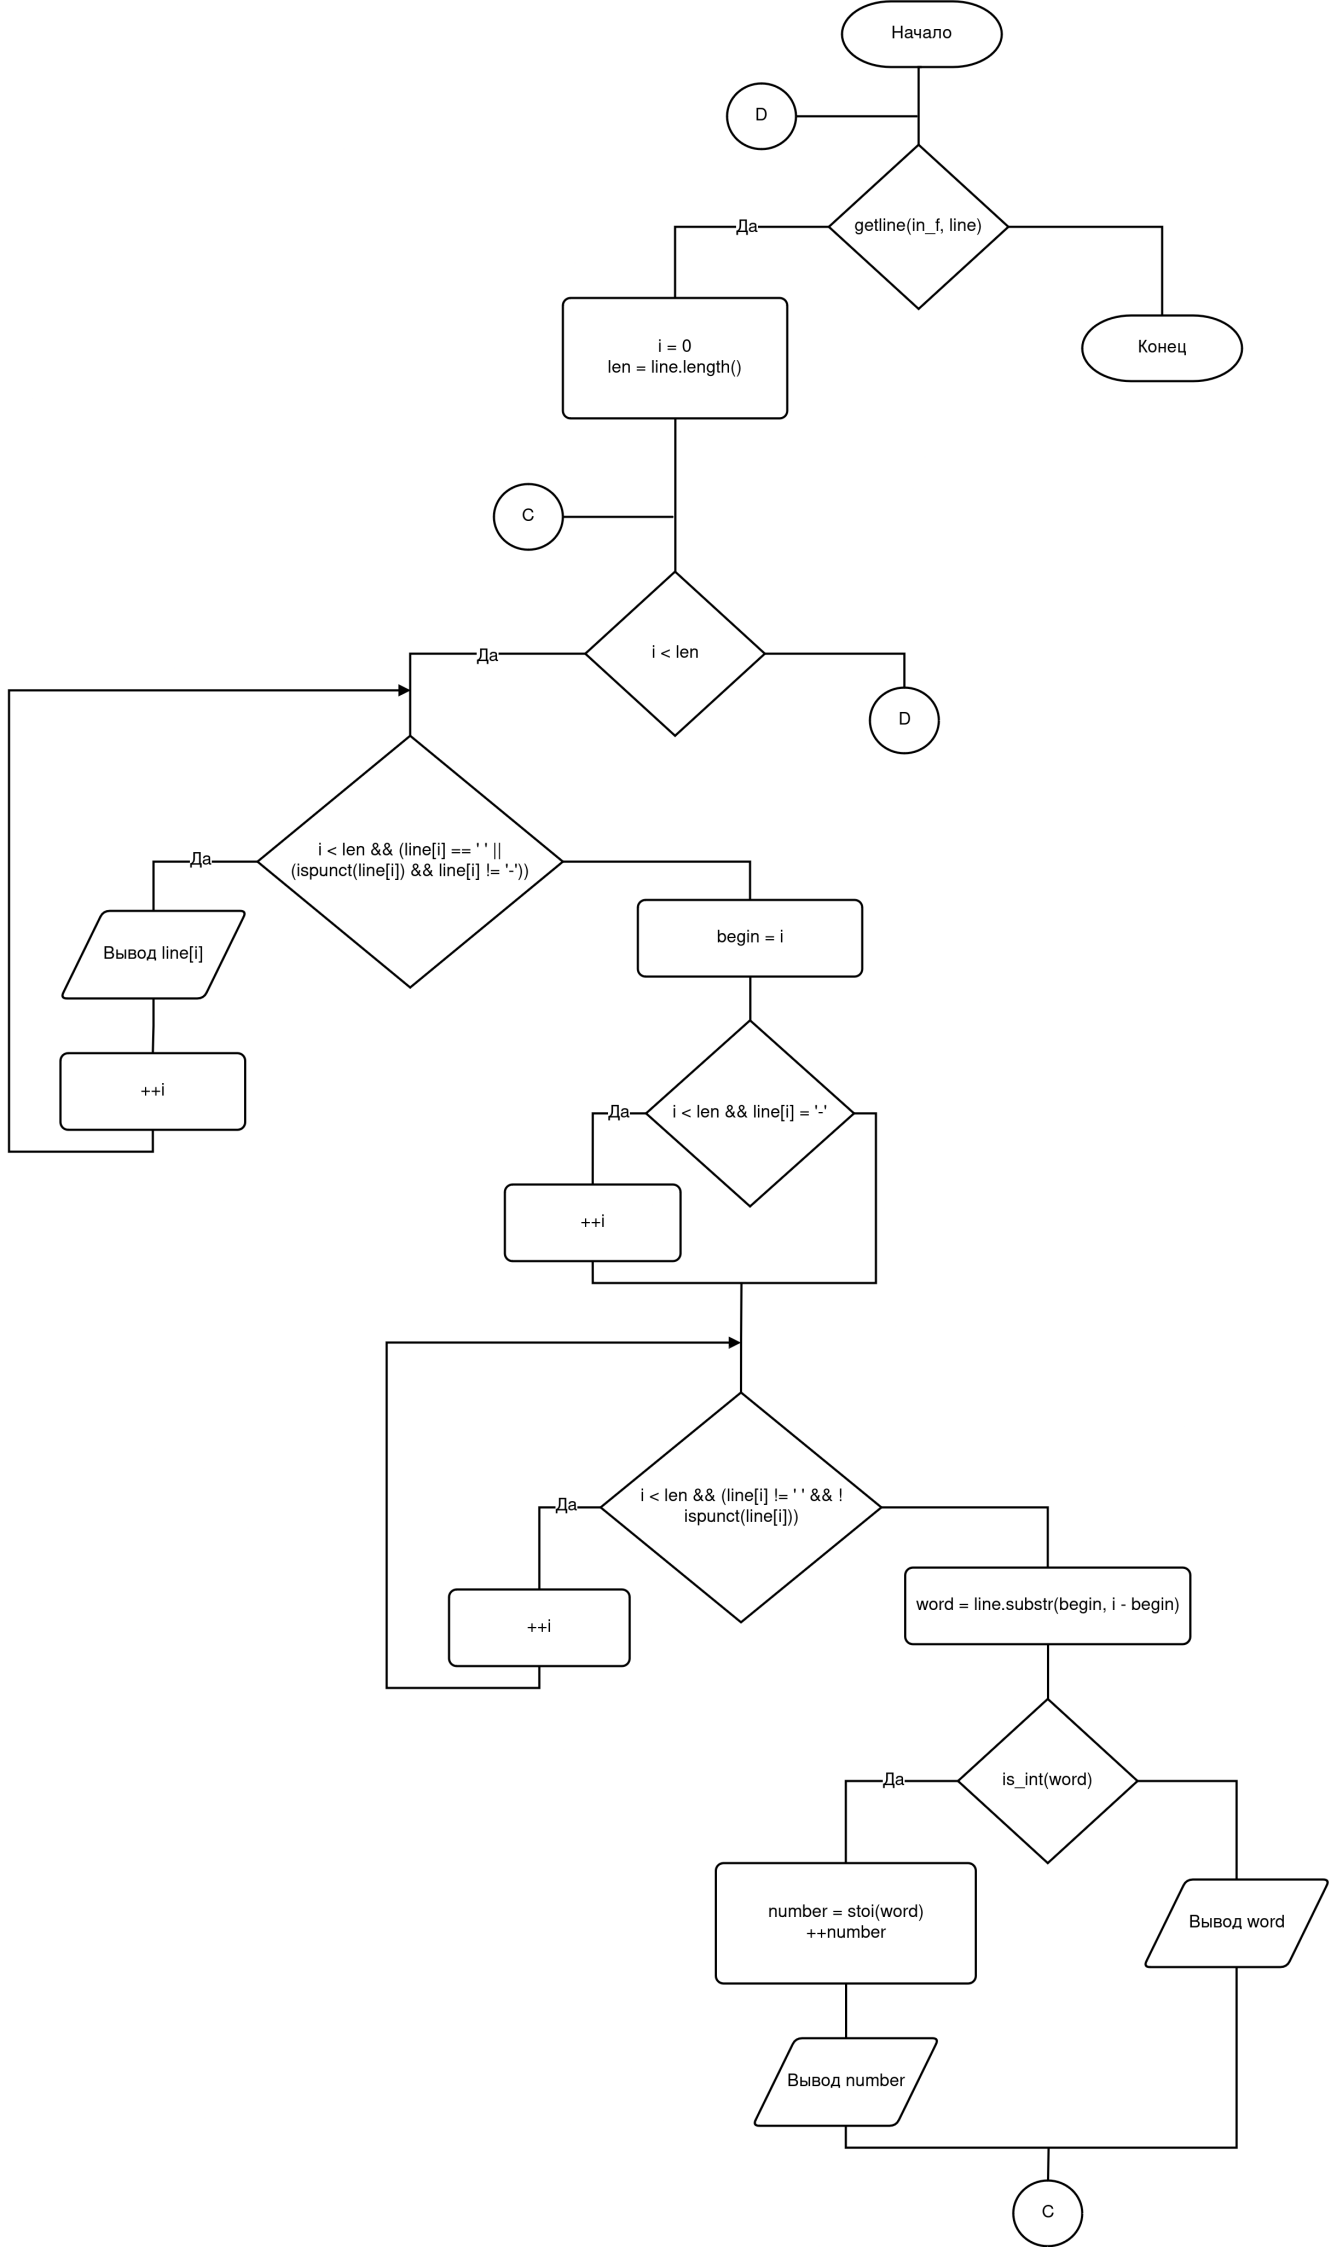 Начало
D
getline(in_f, line)
Да
i = 0
len = line.length()
Конец
C
i < len
Да
D
i < len && (line[i] == ' ' ||
(ispunct(line[i]) && line[i] != '-'))
Да
Вывод line[i]
begin = i
++i
i < len && line[i] = '-'
Да
++i
i < len && (line[i] != ' ' && !
ispunct(line[i]))
Да
word = line.substr(begin, i - begin)
++i
is_int(word)
Да
number = stoi(word)
++number
Вывод word
Вывод number
C